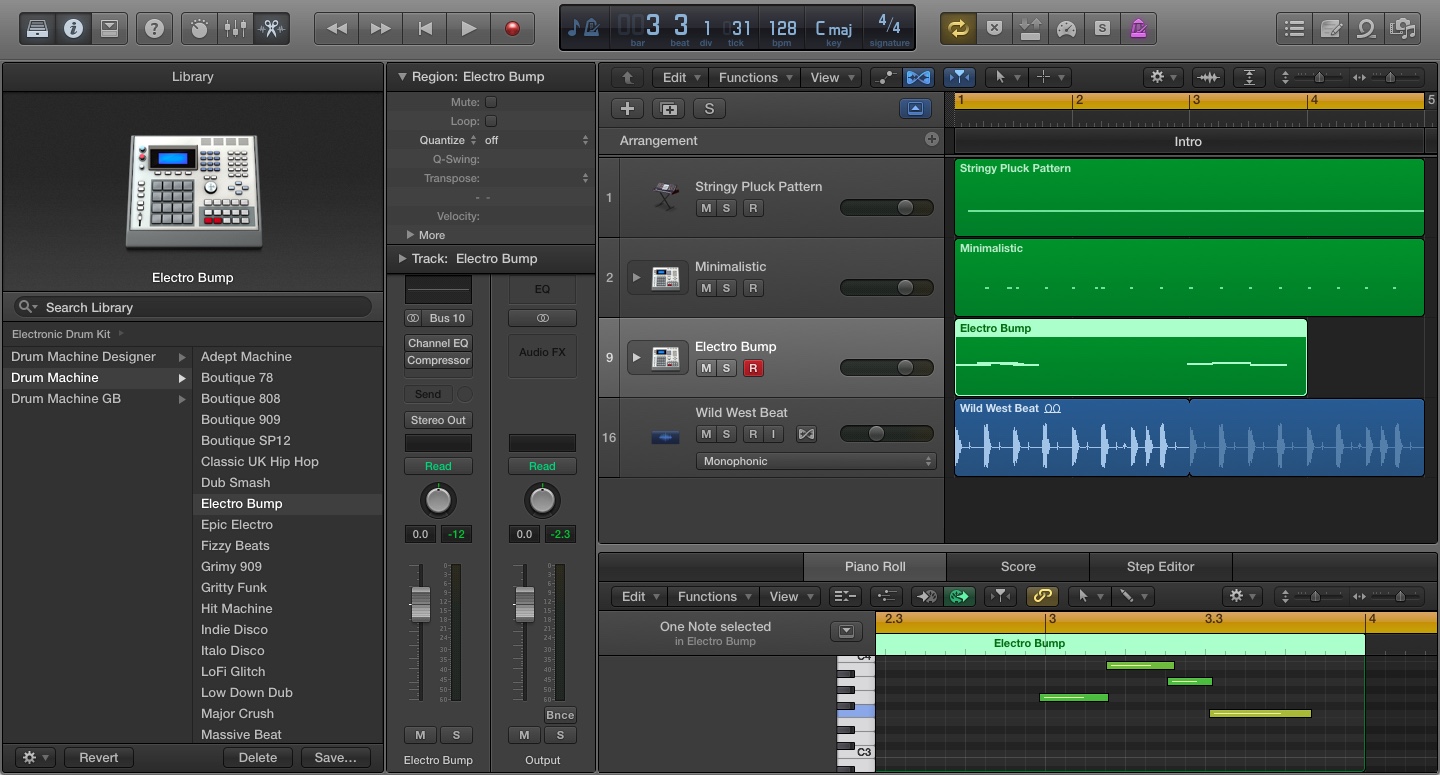 3 3 1 31 128 C maj 4/4
bar beat div tick bpm key signature
Library
Electro Bump
Search Library
Electronic Drum Kit
Drum Machine Designer
Drum Machine
Drum Machine GB
Adept Machine
Boutique 78
Boutique 808
Boutique 909
Boutique SP12
Classic UK Hip Hop
Dub Smash
Electro Bump
Epic Electro
Fizzy Beats
Grimy 909
Gritty Funk
Hit Machine
Indie Disco
Italo Disco
LoFi Glitch
Low Down Dub
Major Crush
Massive Beat
Revert Delete Save...
Region: Electro Bump
Mute:
Loop:
Quantize off
Q-Swing:
Transpose:
- -
Velocity:
More
Track: Electro Bump
EQ
Bus 10
Channel EQ
Compressor
Audio FX
Send
Stereo Out
Read Read
0.0 -12 0.0 -2.3
Bnce
M S M S
Electro Bump Output
Edit Functions View
S
1 2 3 4 5
Arrangement
Intro
1 Stringy Pluck Pattern
M S R
Stringy Pluck Pattern
2 Minimalistic
M S R
Minimalistic
9 Electro Bump
M S R
Electro Bump
16 Wild West Beat
M S R I
Monophonic
Wild West Beat
Piano Roll Score Step Editor
Edit Functions View
One Note selected
in Electro Bump
2.3 3 3.3 4
Electro Bump
C4
C3